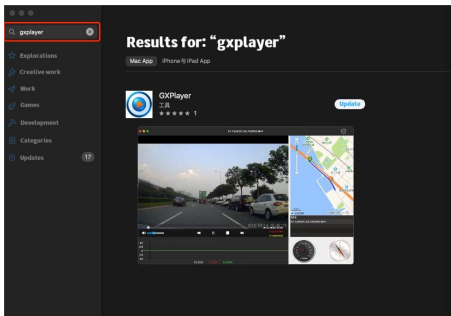 gxplayer
Explorations
Creative work
Work
Games
Development
Categories
Updates 17
Results for: “gxplayer”
Mac App iPhone与iPad App
GXPlayer
工具
★★★★★ 1
Update